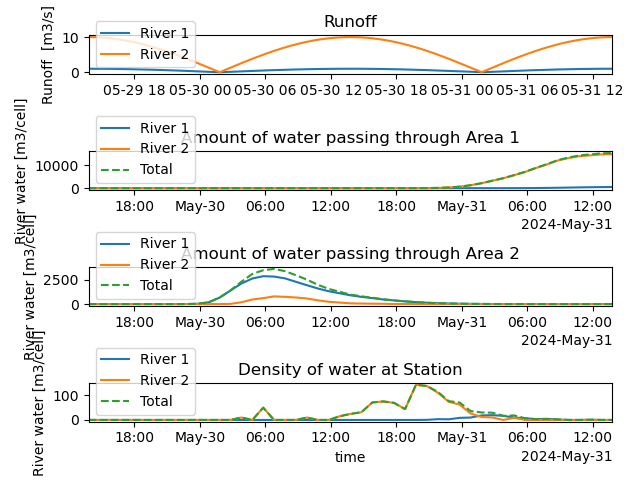 Runoff
Runoff [m3/s]
10
0
River 1
River 2
05-29 18 05-30 00 05-30 06 05-30 12 05-30 18 05-31 00 05-31 06 05-31 12
Amount of water passing through Area 1
River water [m3/cell]
10000
0
River 1
River 2
Total
18:00 May-30 06:00 12:00 18:00 May-31 06:00 12:00
2024-May-31
Amount of water passing through Area 2
River water [m3/cell]
2500
0
River 1
River 2
Total
18:00 May-30 06:00 12:00 18:00 May-31 06:00 12:00
2024-May-31
Density of water at Station
River water [m3/cell]
100
0
River 1
River 2
Total
18:00 May-30 06:00 12:00 18:00 May-31 06:00 12:00
time
2024-May-31